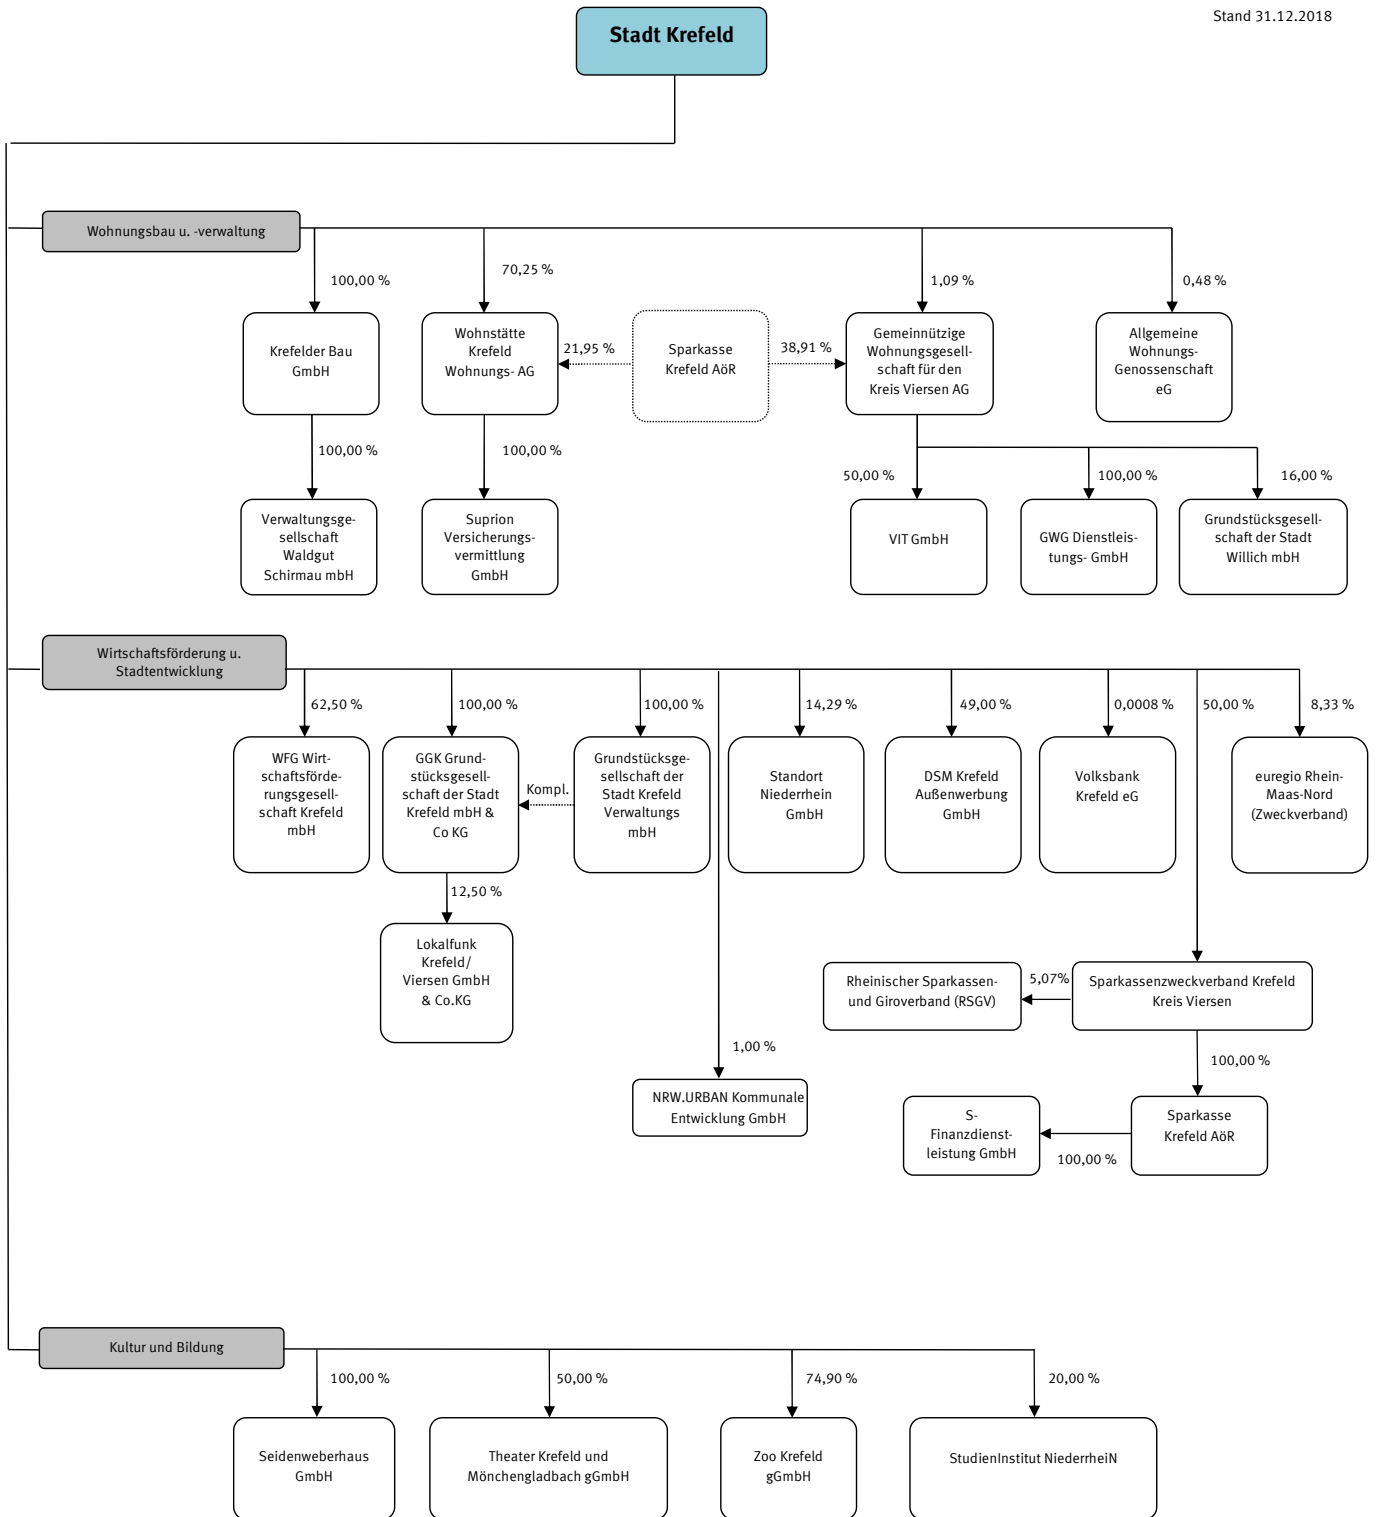 Stand 31.12.2018
Stadt Krefeld
Wohnungsbau u. -verwaltung
100,00 %
70,25 %
1,09 %
0,48 %
Krefelder Bau
GmbH
Wohnstätte
Krefeld
Wohnungs- AG
21,95 %
Sparkasse
Krefeld AöR
38,91 %
Gemeinnützige
Wohnungsgesell-
schaft für den
Kreis Viersen AG
Allgemeine
Wohnungs-
Genossenschaft
eG
100,00 %
100,00 %
50,00 %
100,00 %
16,00 %
Verwaltungsge-
sellschaft
Waldgut
Schirmau mbH
Suprion
Versicherungs-
vermittlung
GmbH
VIT GmbH
GWG Dienstleis-
tungs- GmbH
Grundstücksgesell-
schaft der Stadt
Willich mbH
Wirtschaftsförderung u.
Stadtentwicklung
62,50 %
100,00 %
100,00 %
14,29 %
49,00 %
0,0008 %
50,00 %
8,33 %
WFG Wirt-
schaftsförde-
rungsgesell-
schaft Krefeld
mbH
GGK Grund-
stücksgesell-
schaft der Stadt
Krefeld mbH &
Co KG
Kompl.
Grundstücksge-
sellschaft der
Stadt Krefeld
Verwaltungs
mbH
Standort
Niederrhein
GmbH
DSM Krefeld
Außenwerbung
GmbH
Volksbank
Krefeld eG
euregio Rhein-
Maas-Nord
(Zweckverband)
12,50 %
Lokalfunk
Krefeld/
Viersen GmbH
& Co.KG
Rheinischer Sparkassen-
und Giroverband (RSGV)
5,07%
Sparkassenzweckverband Krefeld
Kreis Viersen
1,00 %
100,00 %
NRW.URBAN Kommunale
Entwicklung GmbH
S-
Finanzdienst-
leistung GmbH
100,00 %
Sparkasse
Krefeld AöR
Kultur und Bildung
100,00 %
50,00 %
74,90 %
20,00 %
Seidenweberhaus
GmbH
Theater Krefeld und
Mönchengladbach gGmbH
Zoo Krefeld
gGmbH
StudienInstitut NiederrheiN